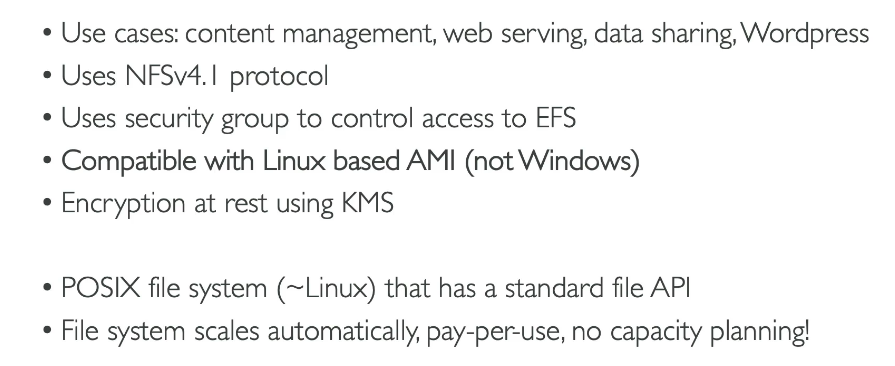 • Use cases: content management, web serving, data sharing, Wordpress
• Uses NFSv4.1 protocol
• Uses security group to control access to EFS
• Compatible with Linux based AMI (not Windows)
• Encryption at rest using KMS
• POSIX file system (~Linux) that has a standard file API
• File system scales automatically, pay-per-use, no capacity planning!